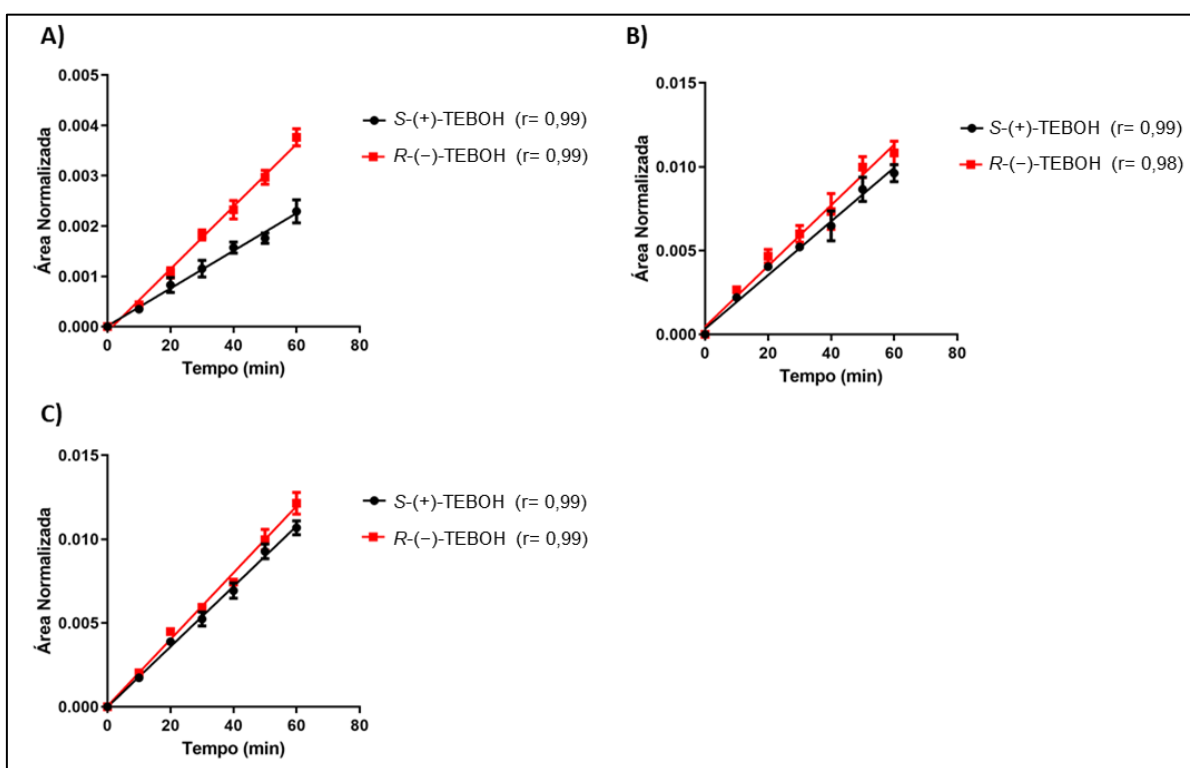 A)
0.005
0.004
0.003
0.002
0.001
0.000
0 20 40 60 80
Tempo (min)
Área Normalizada
S-(+)-TEBOH (r= 0,99)
R-(−)-TEBOH (r= 0,99)
B)
0.015
0.010
0.005
0.000
0 20 40 60 80
Tempo (min)
Área Normalizada
S-(+)-TEBOH (r= 0,99)
R-(−)-TEBOH (r= 0,98)
C)
0.015
0.010
0.005
0.000
0 20 40 60 80
Tempo (min)
Área Normalizada
S-(+)-TEBOH (r= 0,99)
R-(−)-TEBOH (r= 0,99)